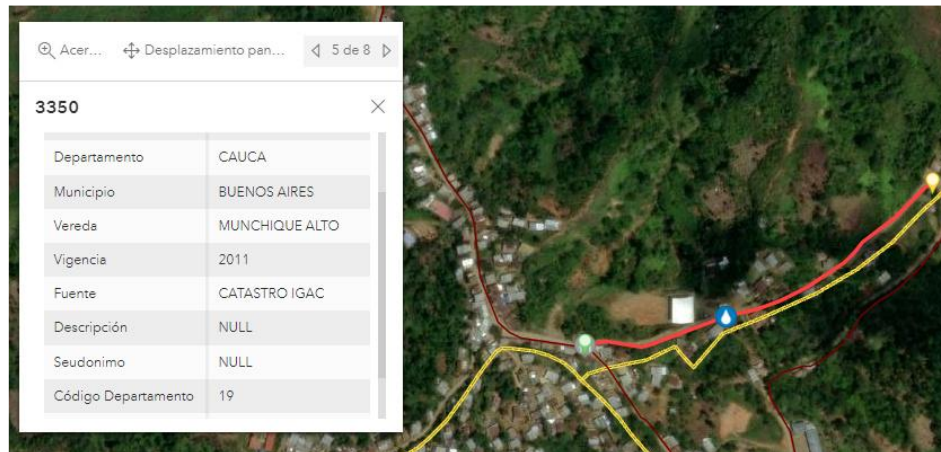 Acer... Desplazamiento pan... 5 de 8
3350
Departamento CAUCA
Municipio BUENOS AIRES
Vereda MUNCHIQUE ALTO
Vigencia 2011
Fuente CATASTRO IGAC
Descripción NULL
Seudonimo NULL
Código Departamento 19